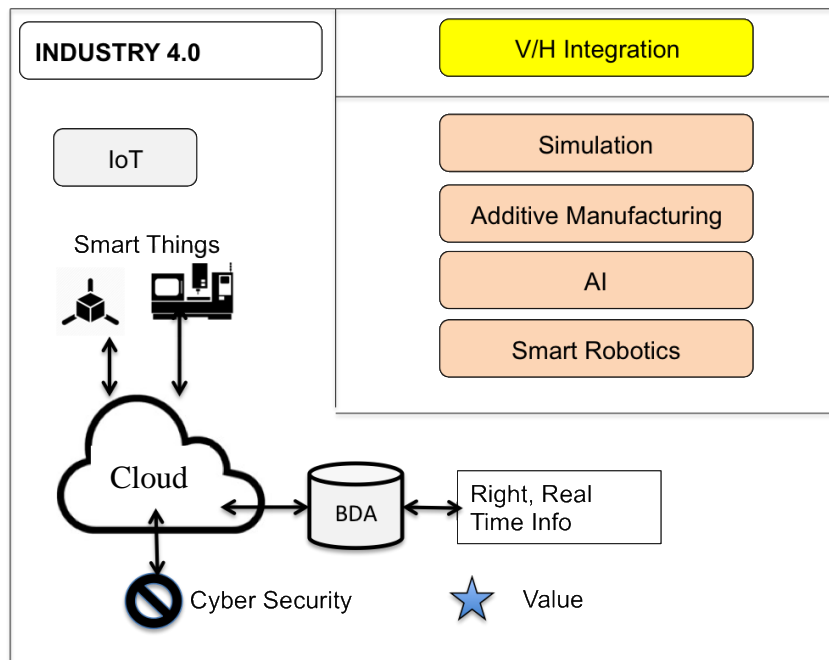 INDUSTRY 4.0
V/H Integration
IoT
Simulation
Additive Manufacturing
AI
Smart Robotics
Smart Things
Cloud
BDA
Right, Real
Time Info
Cyber Security
Value